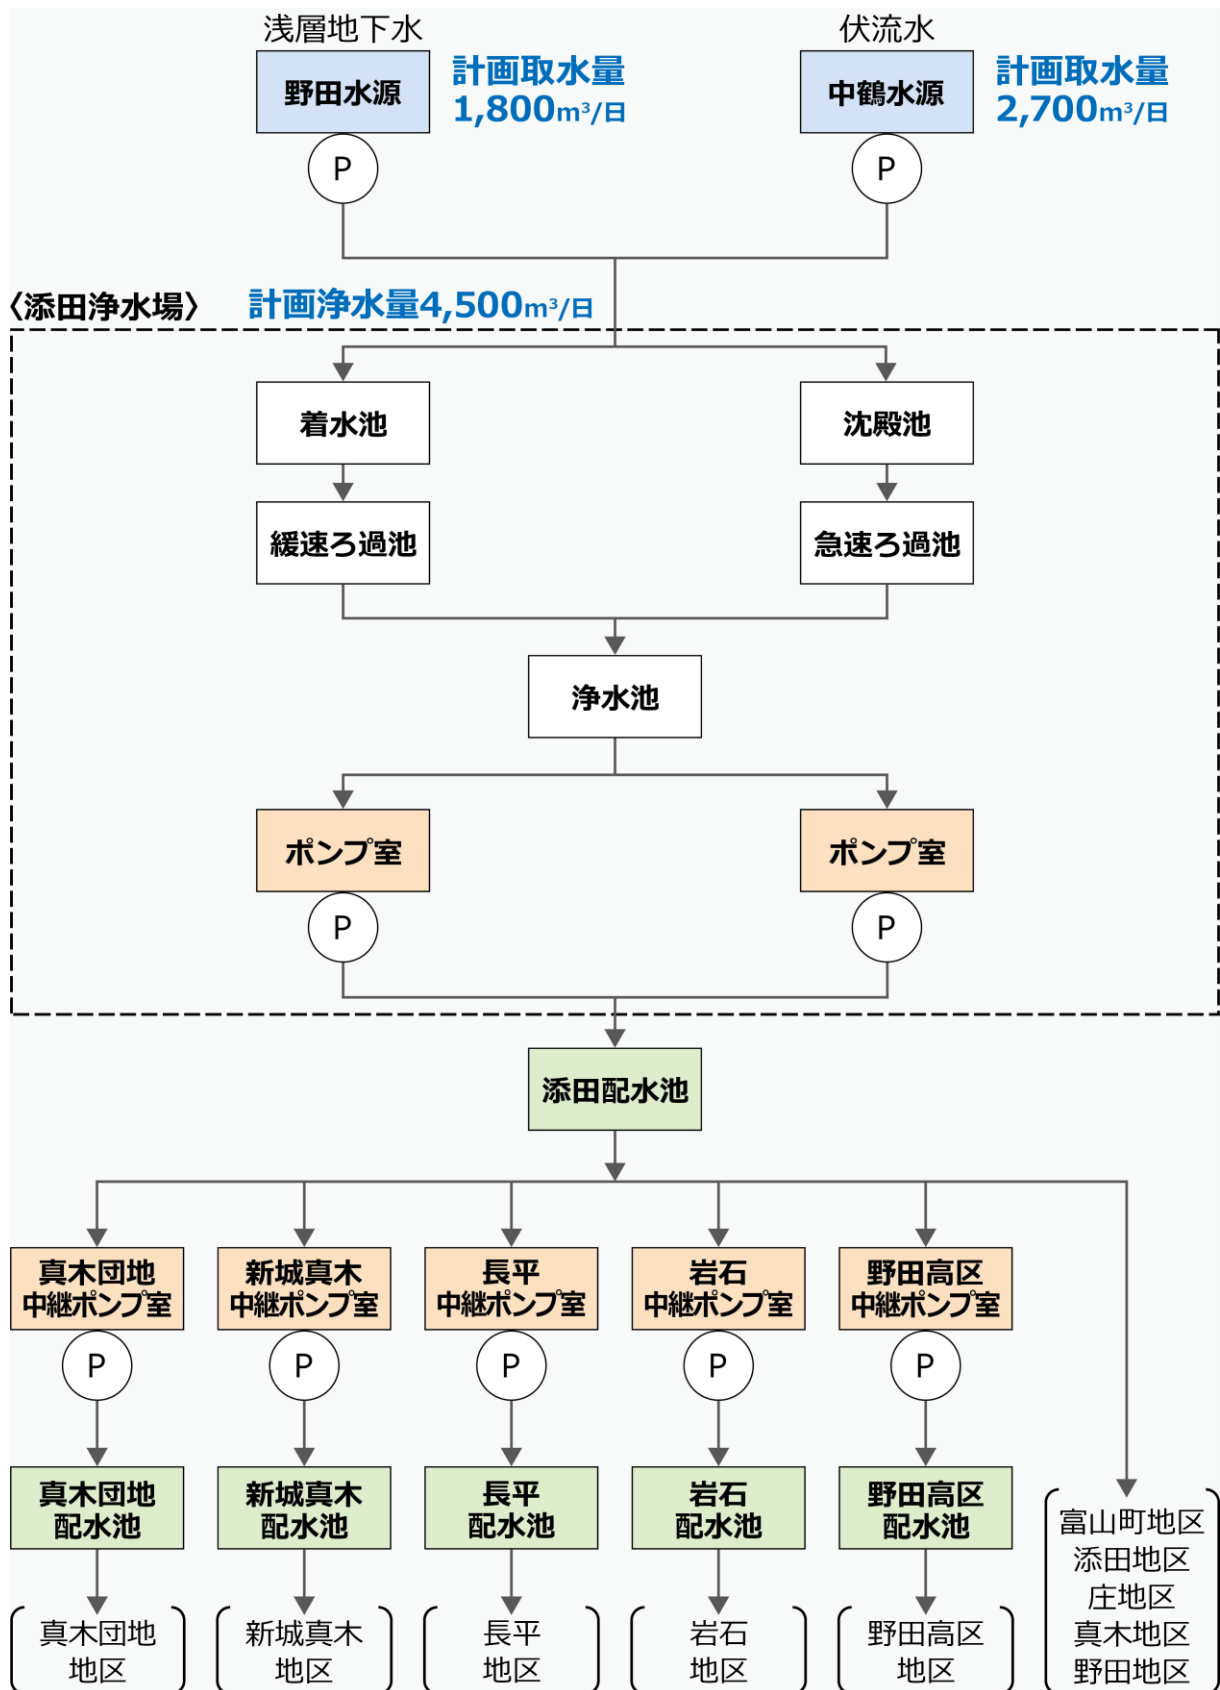 浅層地下水
伏流水
野田水源
計画取水量
1,800m³/日
中鶴水源
計画取水量
2,700m³/日
P
P
〈添田浄水場〉
計画浄水量4,500m³/日
着水池
沈殿池
緩速ろ過池
急速ろ過池
浄水池
ポンプ室
ポンプ室
P
P
添田配水池
真木団地
中継ポンプ室
新城真木
中継ポンプ室
長平
中継ポンプ室
岩石
中継ポンプ室
野田高区
中継ポンプ室
P
P
P
P
P
真木団地
配水池
新城真木
配水池
長平
配水池
岩石
配水池
野田高区
配水池
真木団地
地区
新城真木
地区
長平
地区
岩石
地区
野田高区
地区
富山町地区
添田地区
庄地区
真木地区
野田地区